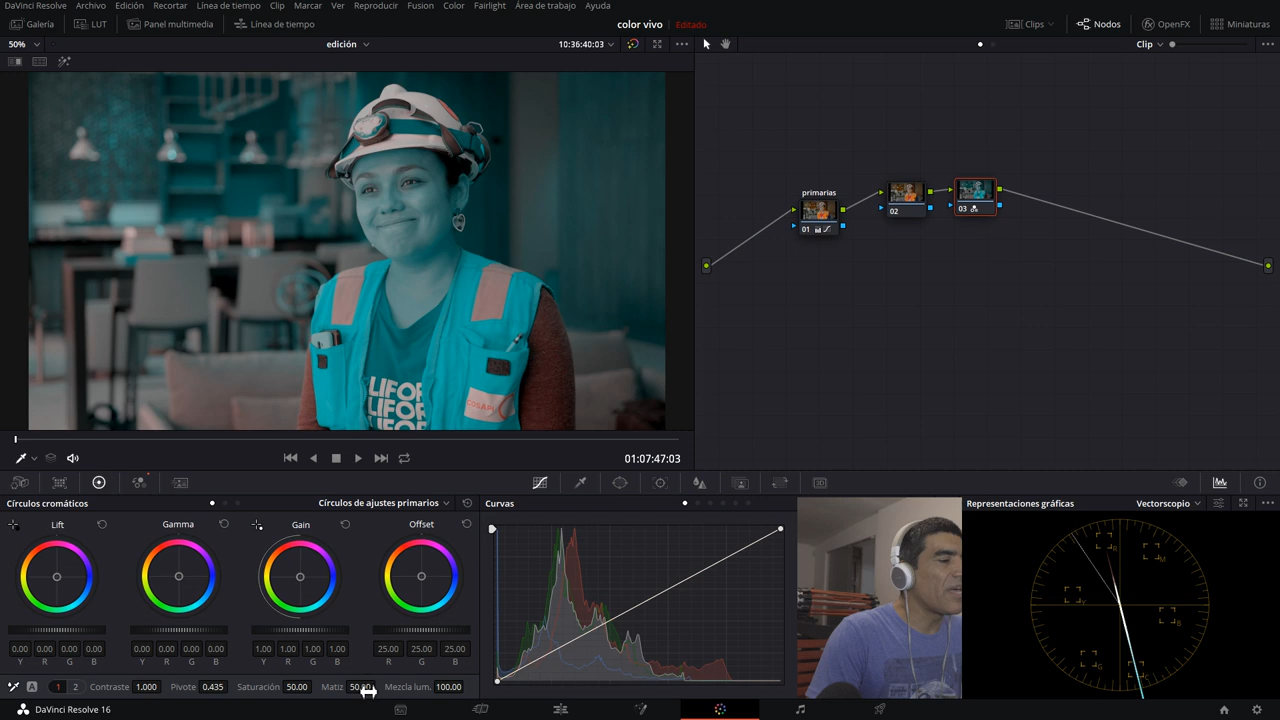 DaVinci Resolve Archivo Edición Recortar Línea de tiempo Clip Marcar Ver Reproducir Fusion Color Fairlight Área de trabajo Ayuda
Galería LUT Panel multimedia Línea de tiempo color vivo Editado Clips Nodos OpenFX Miniaturas
50% edición 10:36:40:03 Clip
primarias
01
02
03
LIFOR
LIFOR
LIFOR
COSAPI
01:07:47:03
Círculos cromáticos Círculos de ajustes primarios Curvas Representaciones gráficas Vectorscopio
Lift Gamma Gain Offset
R
M
Y
B
G
0.00 0.00 0.00 0.00 0.00 0.00 0.00 0.00 1.00 1.00 1.00 1.00 25.00 25.00 25.00
Y R G B Y R G B Y R G B R G B
A 1 2 Contraste 1.000 Pivote 0.435 Saturación 50.00 Matiz Mezcla lum. 100.00
DaVinci Resolve 16